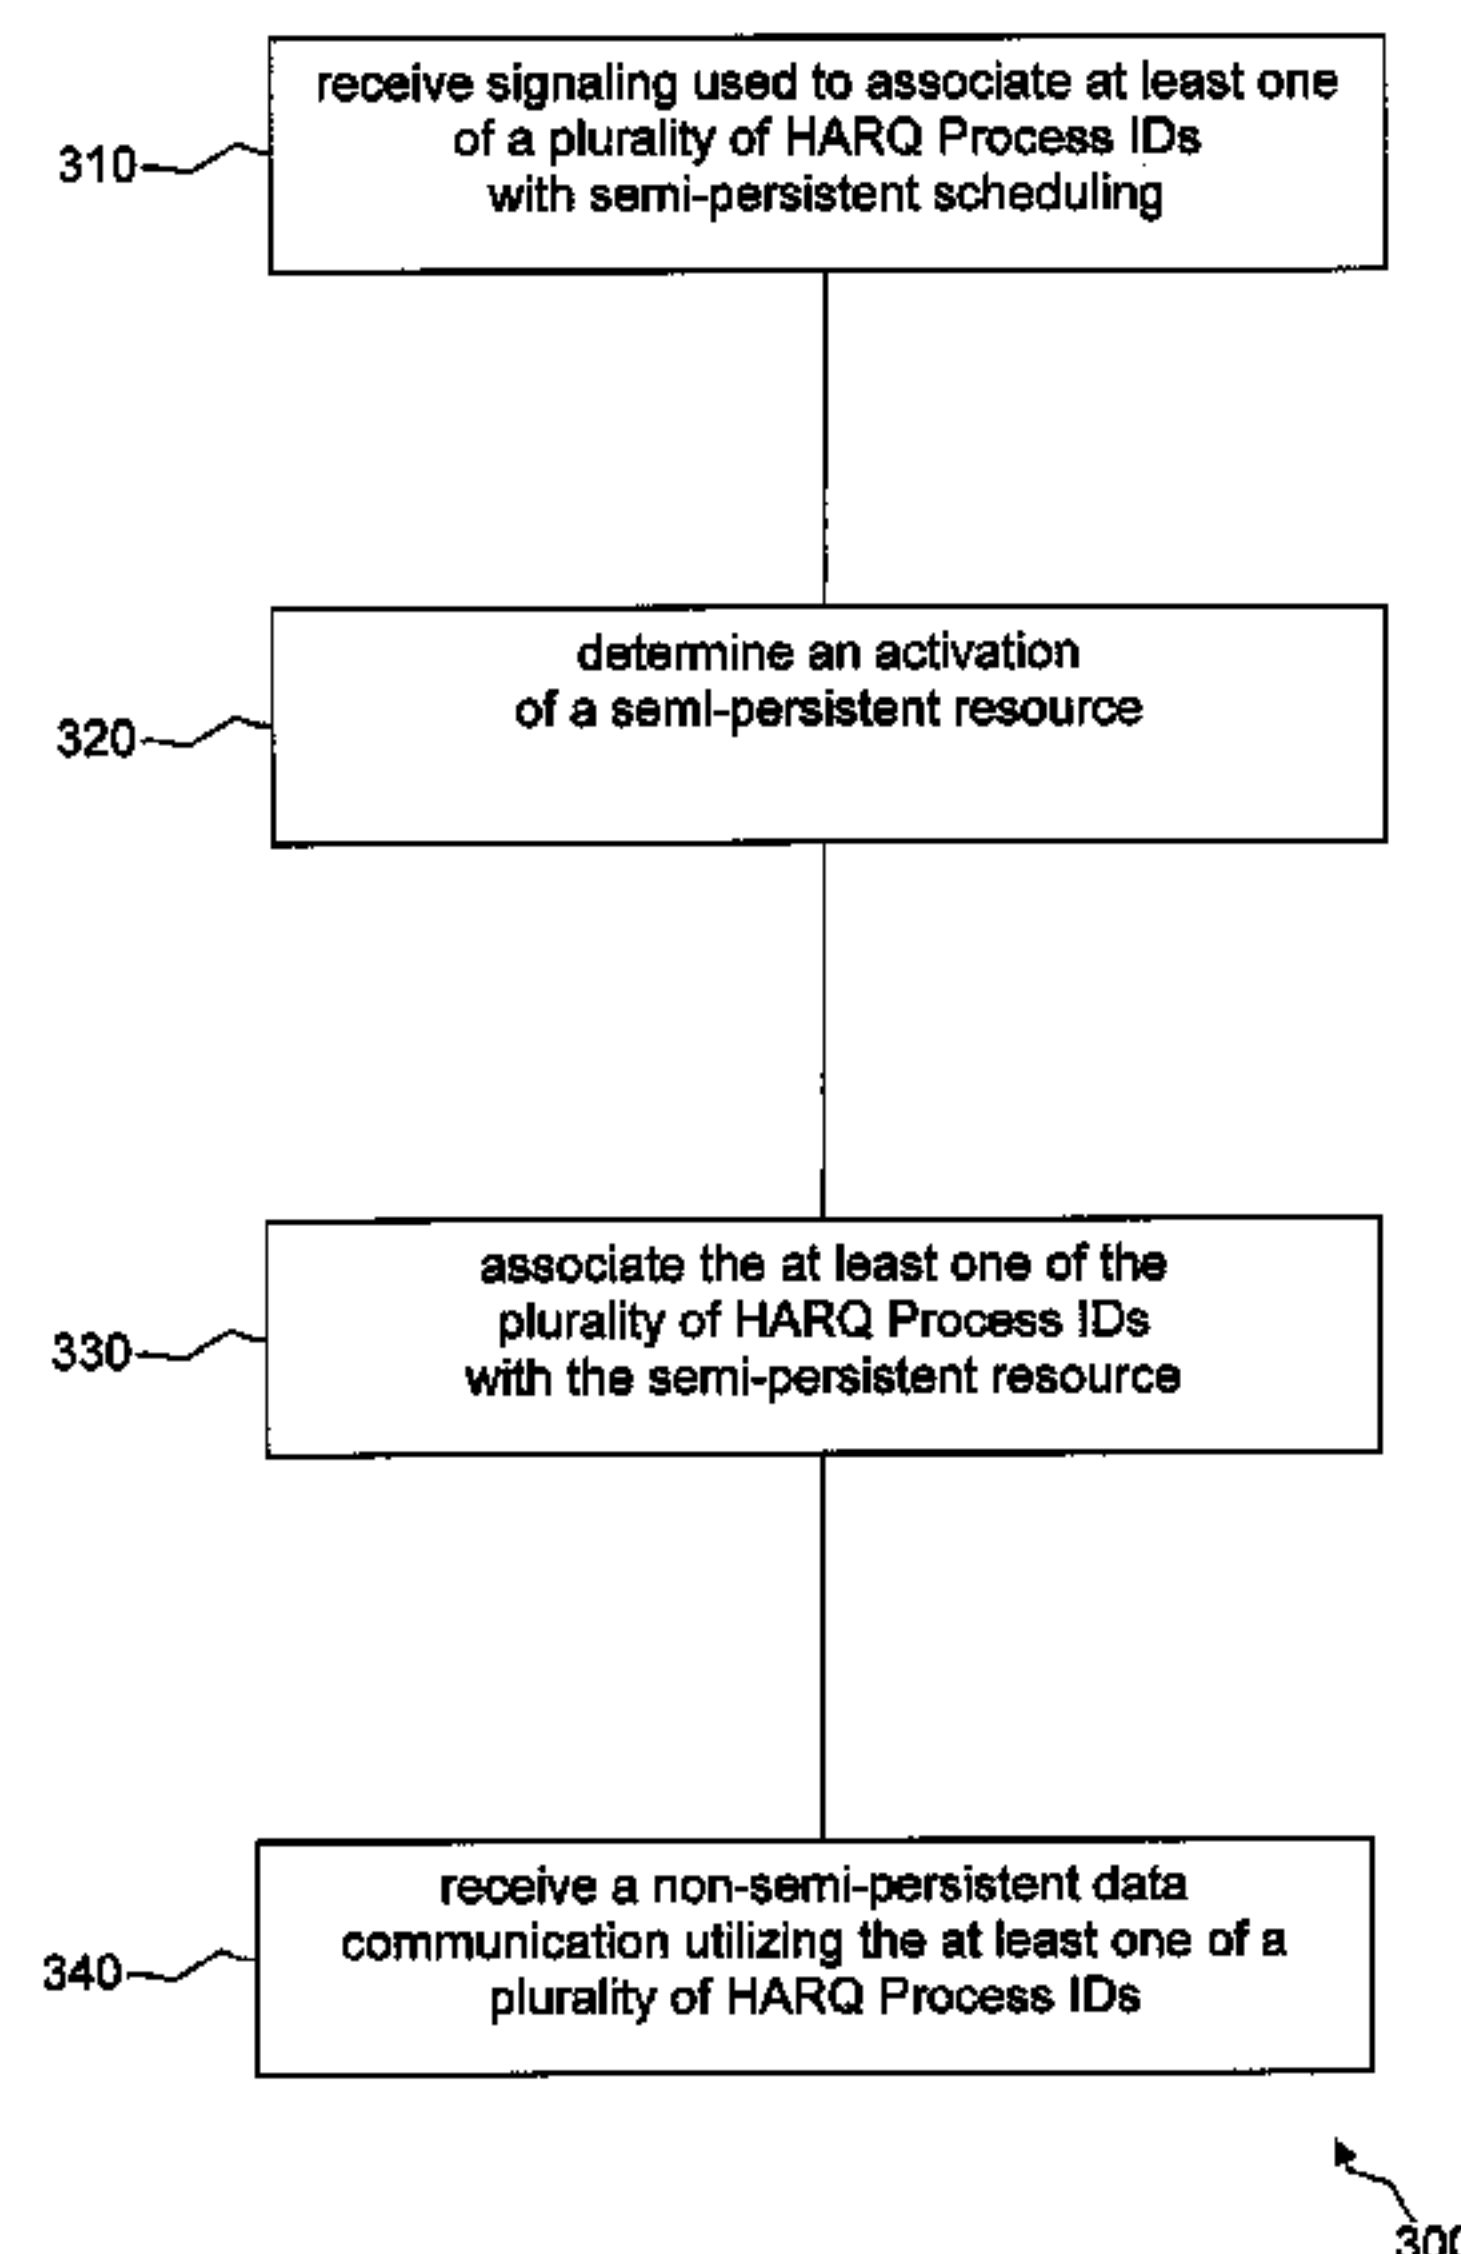 receive signaling used to associate at least one
of a plurality of HARQ Process IDs
with semi-persistent scheduling
310
determine an activation
of a semi-persistent resource
320
associate the at least one of the
plurality of HARQ Process IDs
with the semi-persistent resource
330
receive a non-semi-persistent data
communication utilizing the at least one of a
plurality of HARQ Process IDs
340
300